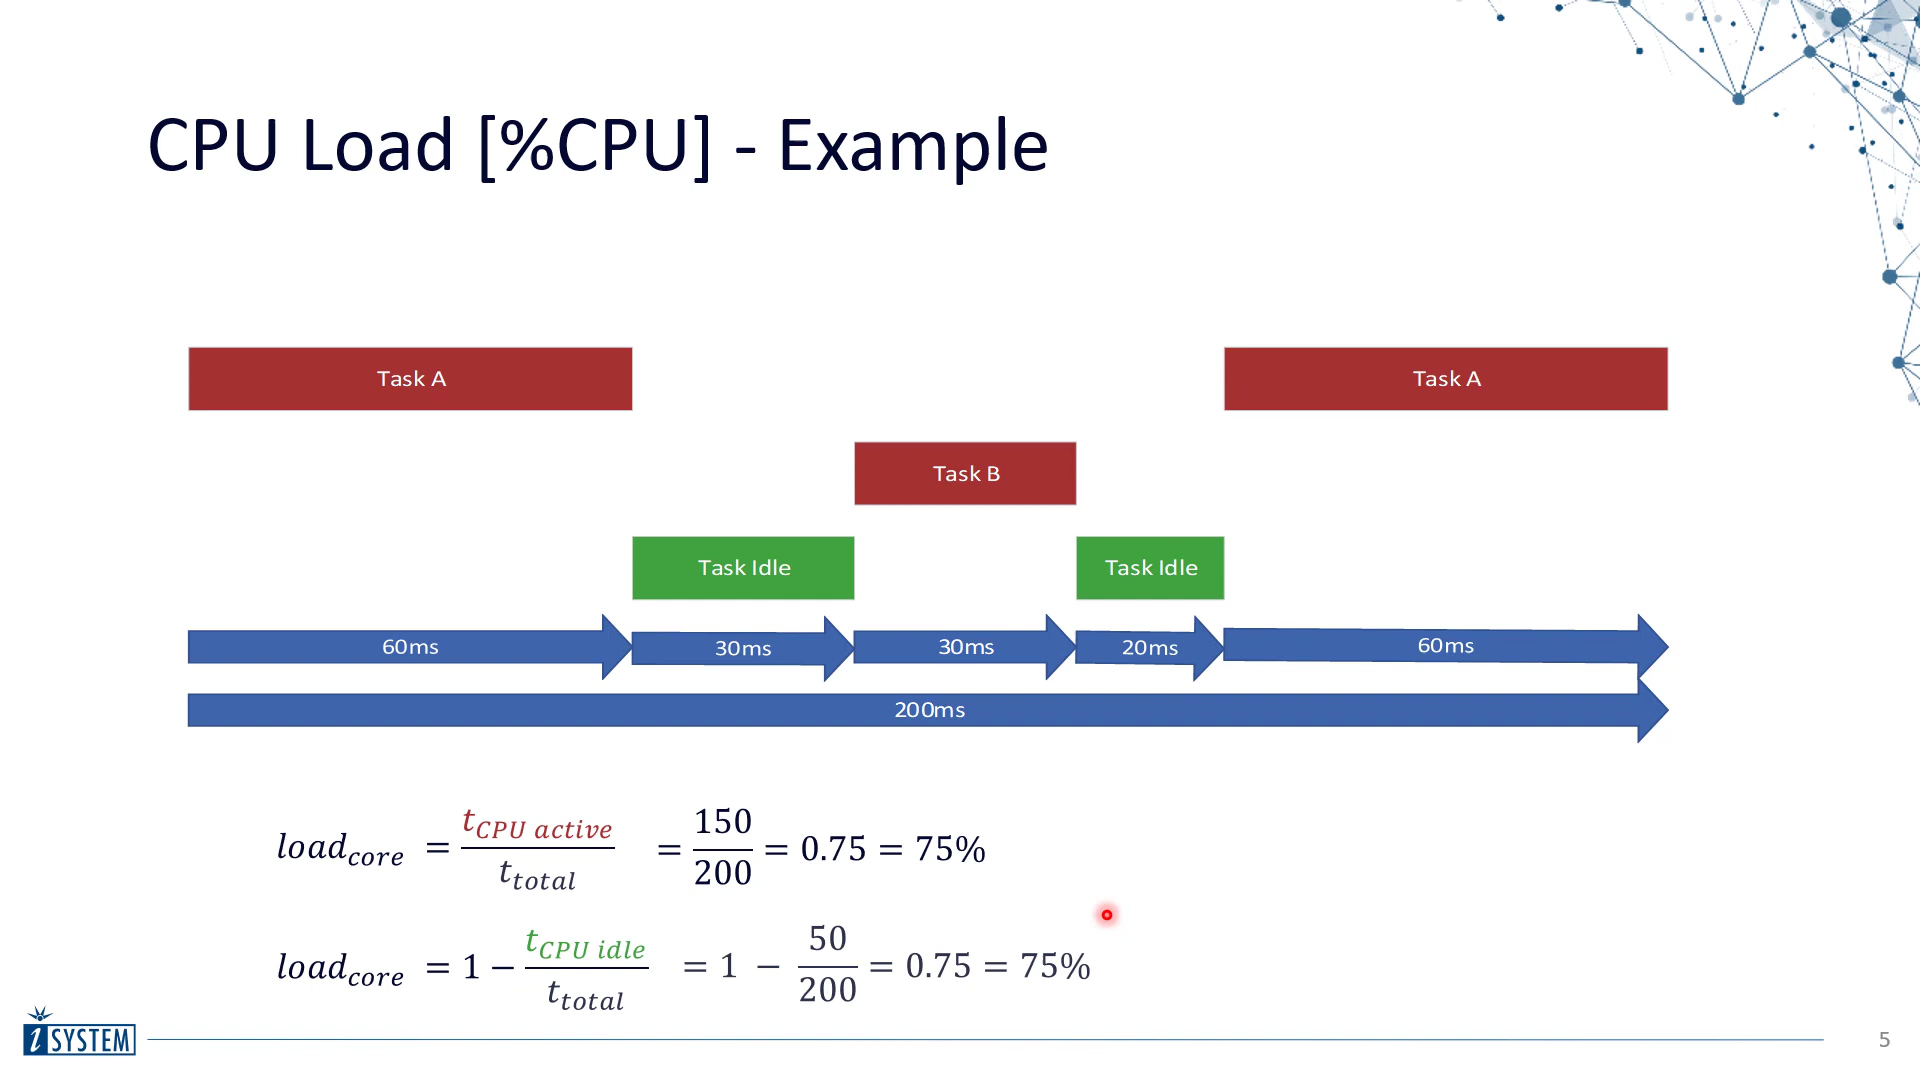 CPU Load [%CPU] - Example
Task A
Task A
Task B
Task Idle
Task Idle
60ms
30ms
30ms
20ms
60ms
200ms
load_core = t_CPU active / t_total = 150/200 = 0.75 = 75%
load_core = 1 − t_CPU idle / t_total = 1 − 50/200 = 0.75 = 75%
iSYSTEM
5